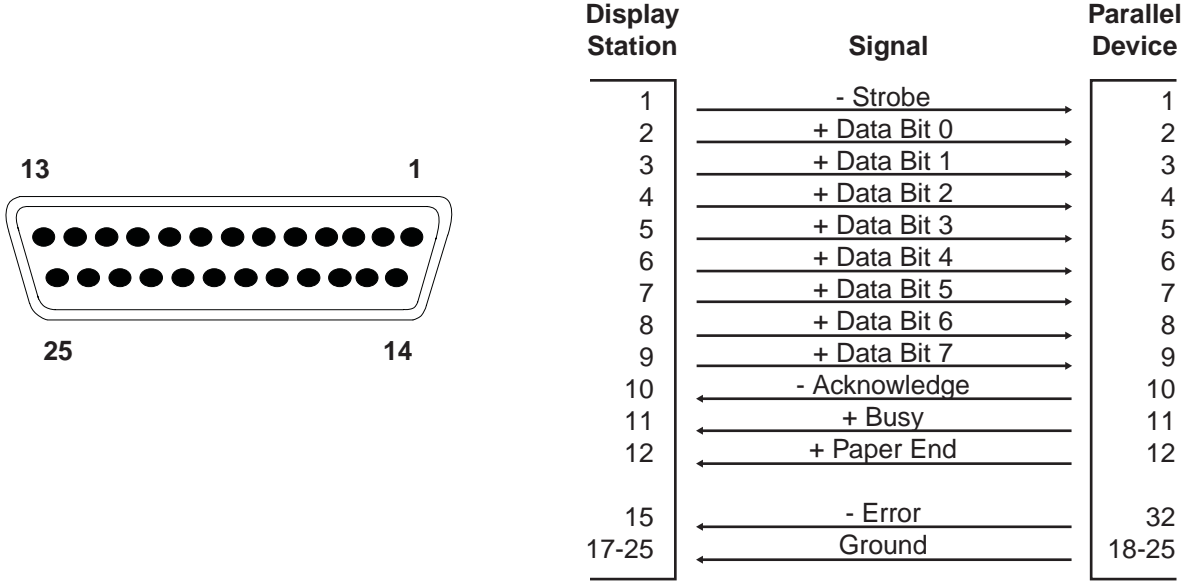 13 1
25 14
Display Station Signal Parallel Device
1 - Strobe 1
2 + Data Bit 0 2
3 + Data Bit 1 3
4 + Data Bit 2 4
5 + Data Bit 3 5
6 + Data Bit 4 6
7 + Data Bit 5 7
8 + Data Bit 6 8
9 + Data Bit 7 9
10 - Acknowledge 10
11 + Busy 11
12 + Paper End 12
15 - Error 32
17-25 Ground 18-25